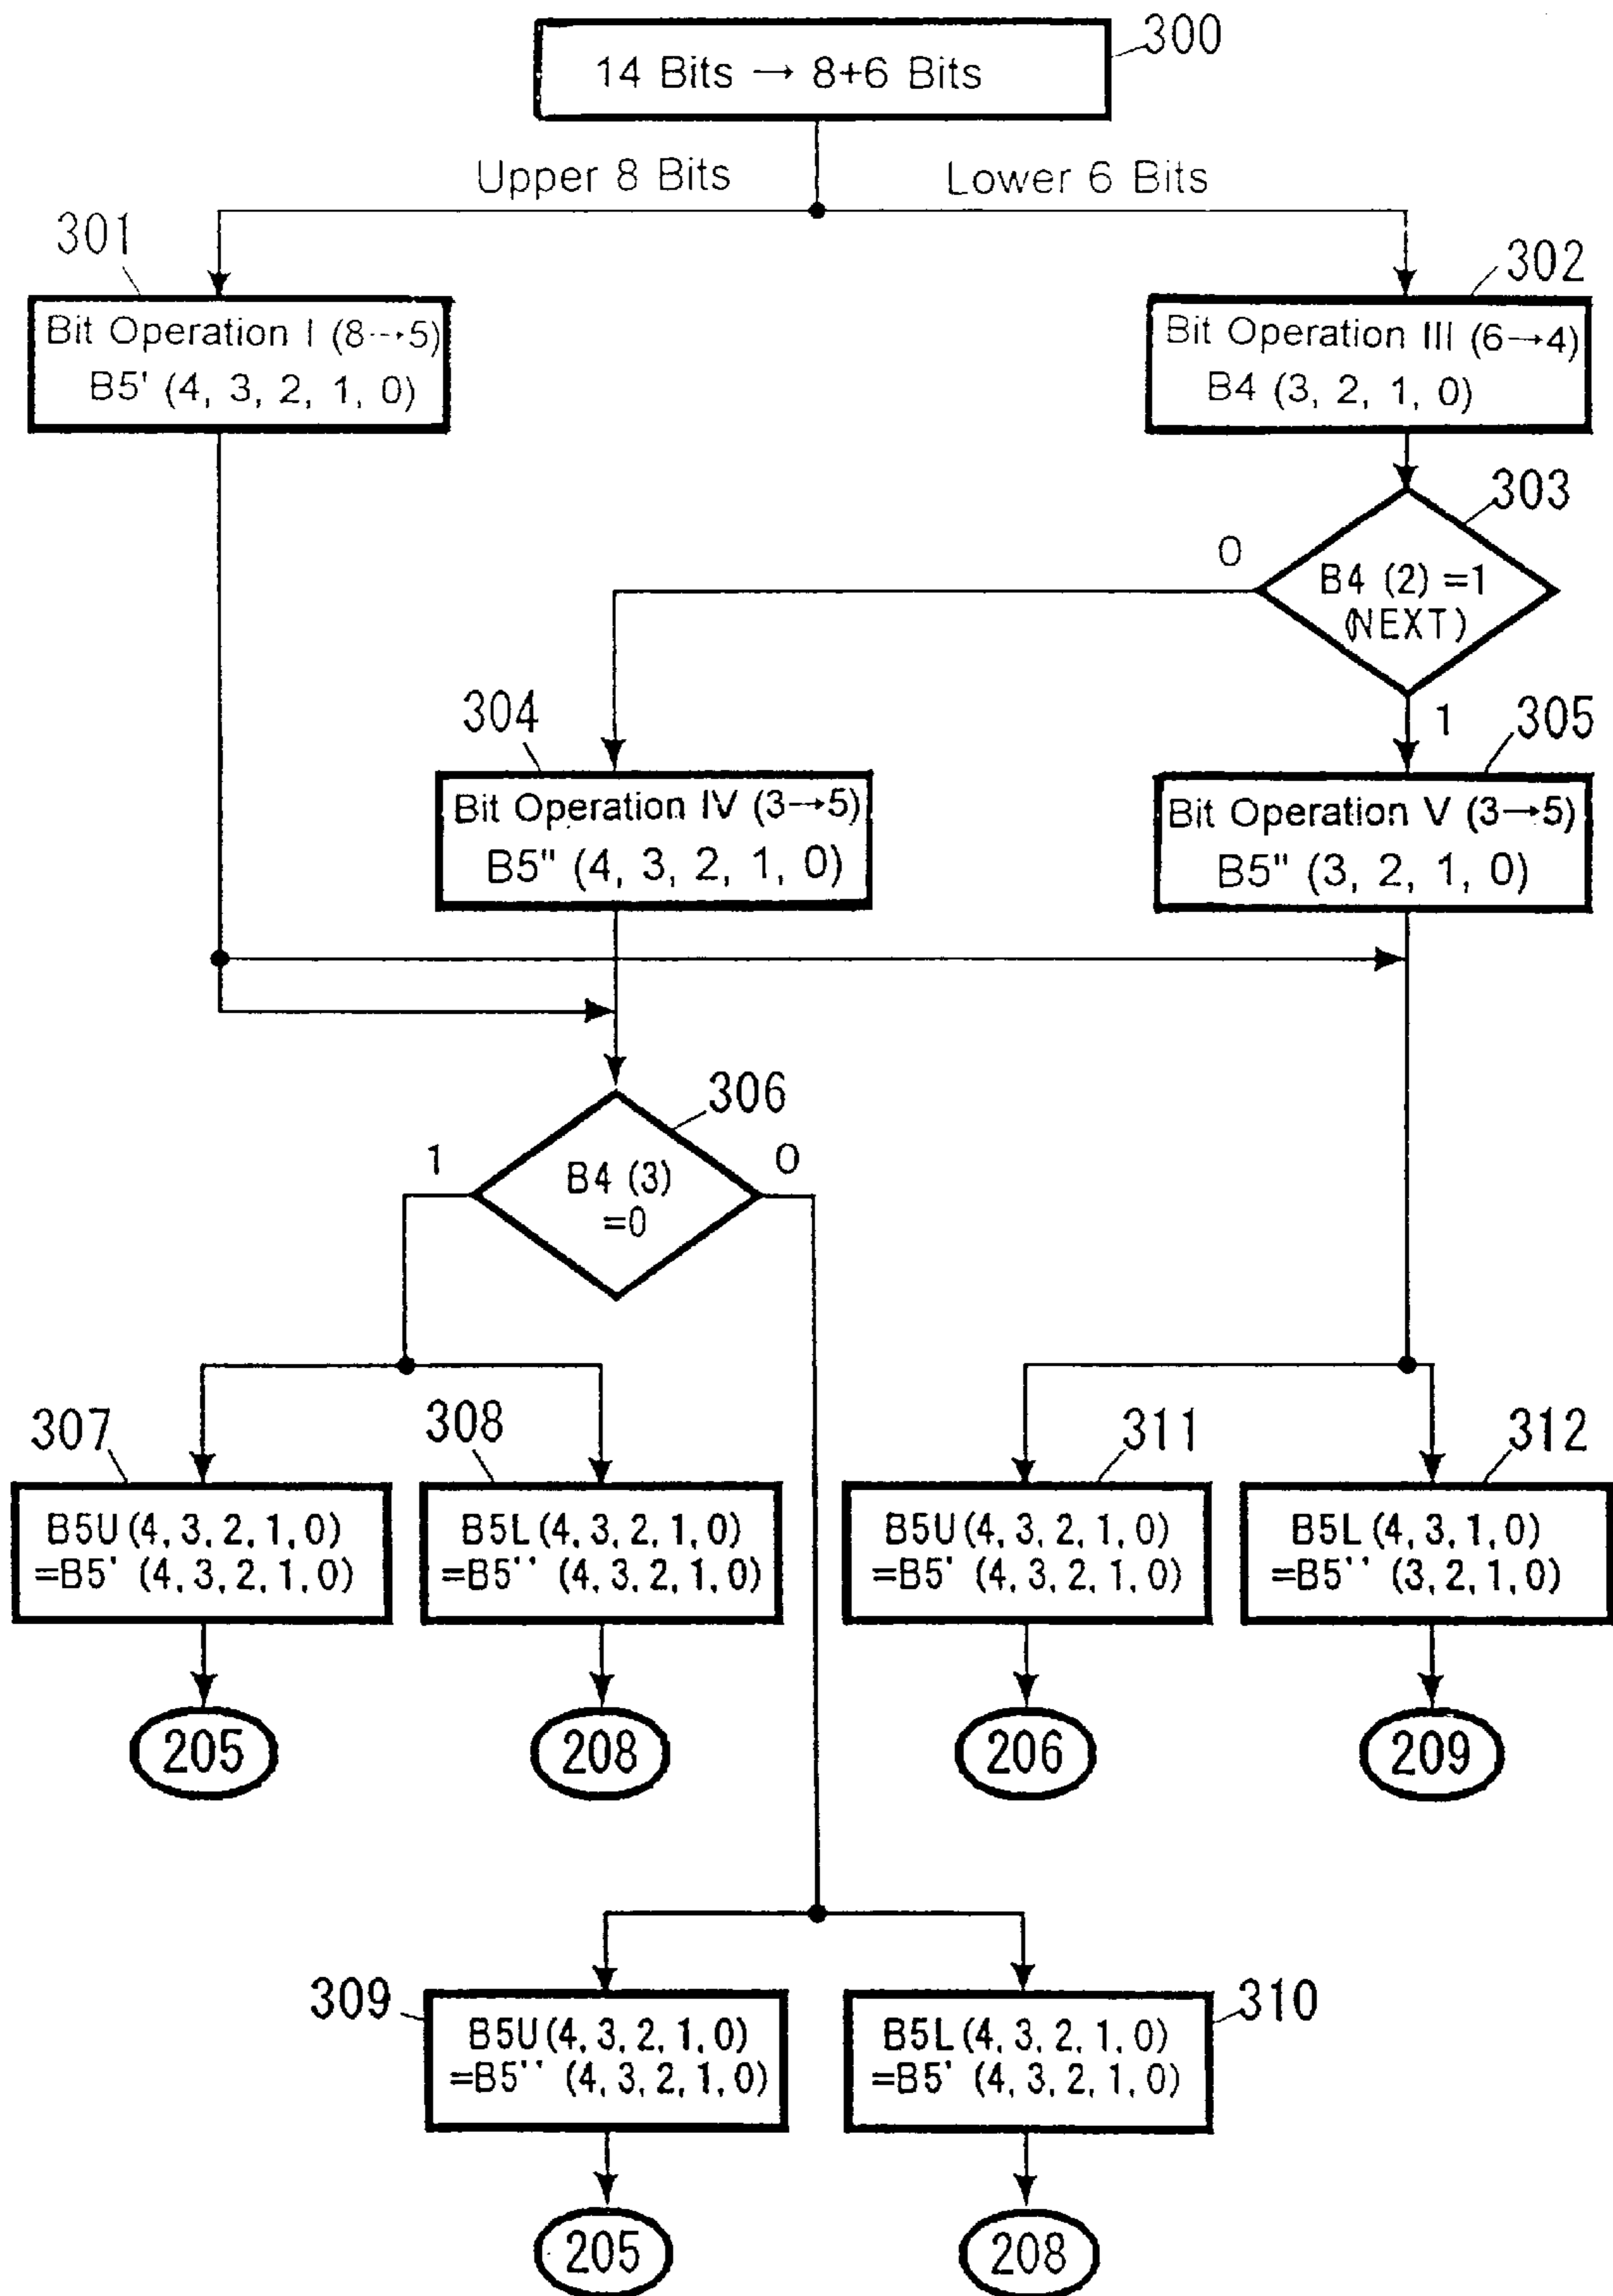 300
14 Bits → 8+6 Bits
Upper 8 Bits
Lower 6 Bits
301
Bit Operation I (8→5)
B5' (4, 3, 2, 1, 0)
302
Bit Operation III (6→4)
B4 (3, 2, 1, 0)
303
0
B4 (2) =1
(NEXT)
1
304
Bit Operation IV (3→5)
B5" (4, 3, 2, 1, 0)
305
Bit Operation V (3→5)
B5" (3, 2, 1, 0)
306
1
0
B4 (3)
=0
307
B5U (4, 3, 2, 1, 0)
=B5' (4, 3, 2, 1, 0)
308
B5L (4, 3, 2, 1, 0)
=B5'' (4, 3, 2, 1, 0)
311
B5U (4, 3, 2, 1, 0)
=B5' (4, 3, 2, 1, 0)
312
B5L (4, 3, 1, 0)
=B5'' (3, 2, 1, 0)
205
208
206
209
309
B5U (4, 3, 2, 1, 0)
=B5'' (4, 3, 2, 1, 0)
310
B5L (4, 3, 2, 1, 0)
=B5' (4, 3, 2, 1, 0)
205
208